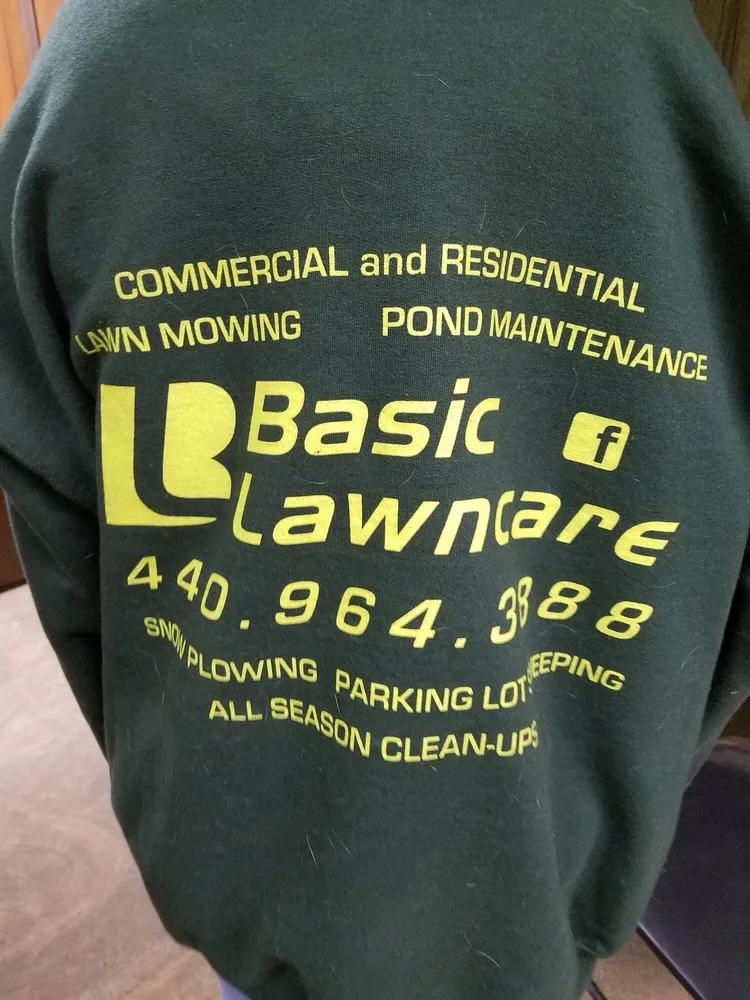 COMMERCIAL and RESIDENTIAL
LAWN MOWING POND MAINTENANCE
LB Basic f
Lawncare
440.964.3888
SNOW PLOWING PARKING LOT
ALL SEASON CLEAN-UPS